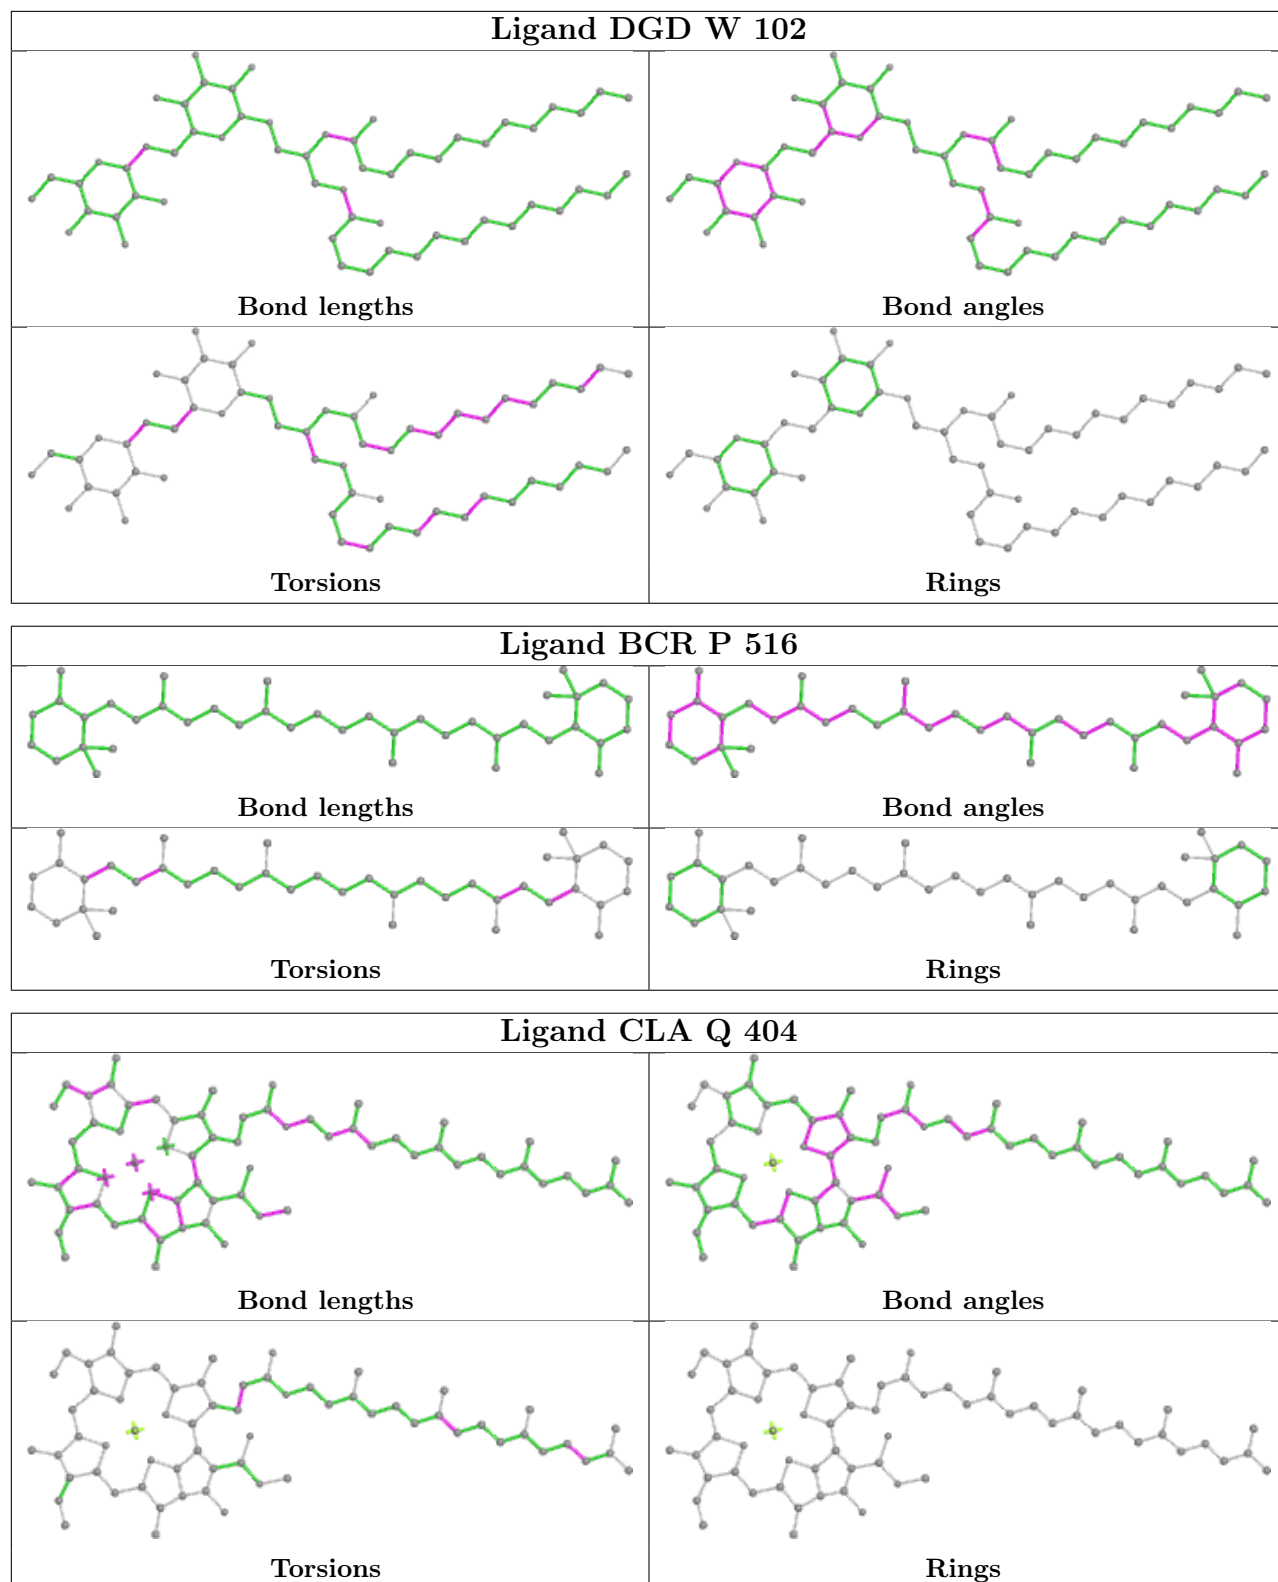 Ligand DGD W 102
Bond lengths
Bond angles
Torsions
Rings
Ligand BCR P 516
Bond lengths
Bond angles
Torsions
Rings
Ligand CLA Q 404
Bond lengths
Bond angles
Torsions
Rings